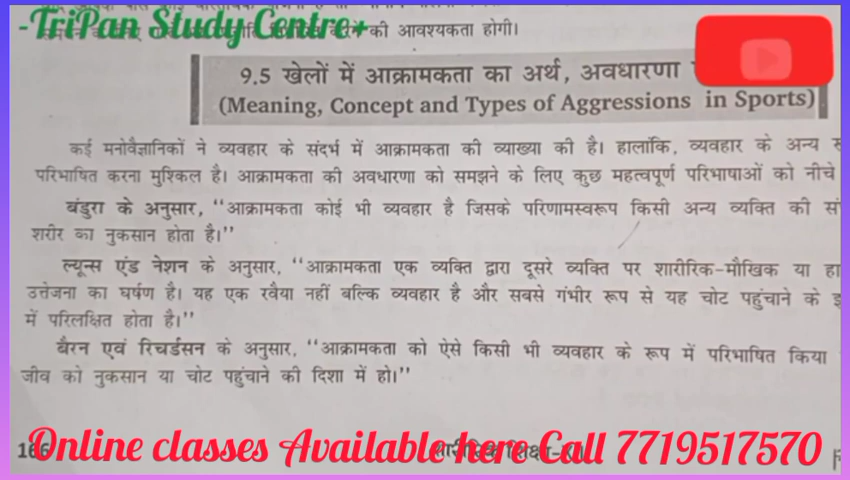 -TriPan Study Centre+
की आवश्यकता होगी।
9.5 खेलों में आक्रामकता का अर्थ, अवधारणा
(Meaning, Concept and Types of Aggressions in Sports)
कई मनोवैज्ञानिकों ने व्यवहार के संदर्भ में आक्रामकता की व्याख्या की है। हालांकि, व्यवहार के अन्य
परिभाषित करना मुश्किल है। आक्रामकता की अवधारणा को समझने के लिए कुछ महत्वपूर्ण परिभाषाओं को नीचे
बंडुरा के अनुसार, "आक्रामकता कोई भी व्यवहार है जिसके परिणामस्वरूप किसी अन्य व्यक्ति की
शरीर का नुकसान होता है।"
ल्यून्स एंड नेशन के अनुसार, "आक्रामकता एक व्यक्ति द्वारा दूसरे व्यक्ति पर शारीरिक-मौखिक या
उत्तेजना का घर्षण है। यह एक रवैया नहीं बल्कि व्यवहार है और सबसे गंभीर रूप से यह चोट पहुंचाने के
में परिलक्षित होता है।"
बैरन एवं रिचर्डसन के अनुसार, "आक्रामकता को ऐसे किसी भी व्यवहार के रूप में परिभाषित किया
जीव को नुकसान या चोट पहुंचाने की दिशा में हो।"
Online classes Available here Call 7719517570